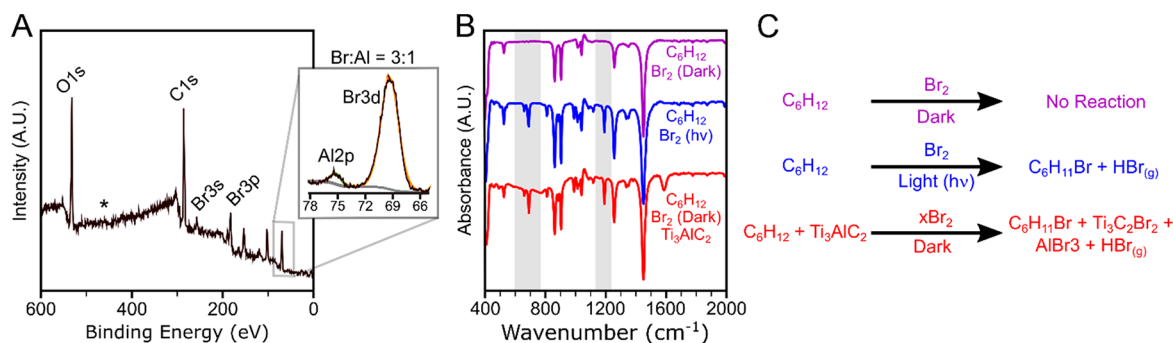 A
Intensity (A.U.)
O1s
C1s
*
Br3s
Br3p
Br:Al = 3:1
Br3d
Al2p
78 75 72 69 66
600 400 200 0
Binding Energy (eV)
B
Absorbance (A.U.)
C₆H₁₂
Br₂ (Dark)
C₆H₁₂
Br₂ (hν)
C₆H₁₂
Br₂ (Dark)
Ti₃AlC₂
400 800 1200 1600 2000
Wavenumber (cm⁻¹)
C
C₆H₁₂ Br₂ No Reaction
Dark
C₆H₁₂ Br₂ C₆H₁₁Br + HBr₍g₎
Light (hν)
C₆H₁₂ + Ti₃AlC₂ xBr₂ C₆H₁₁Br + Ti₃C₂Br₂ +
Dark AlBr3 + HBr₍g₎